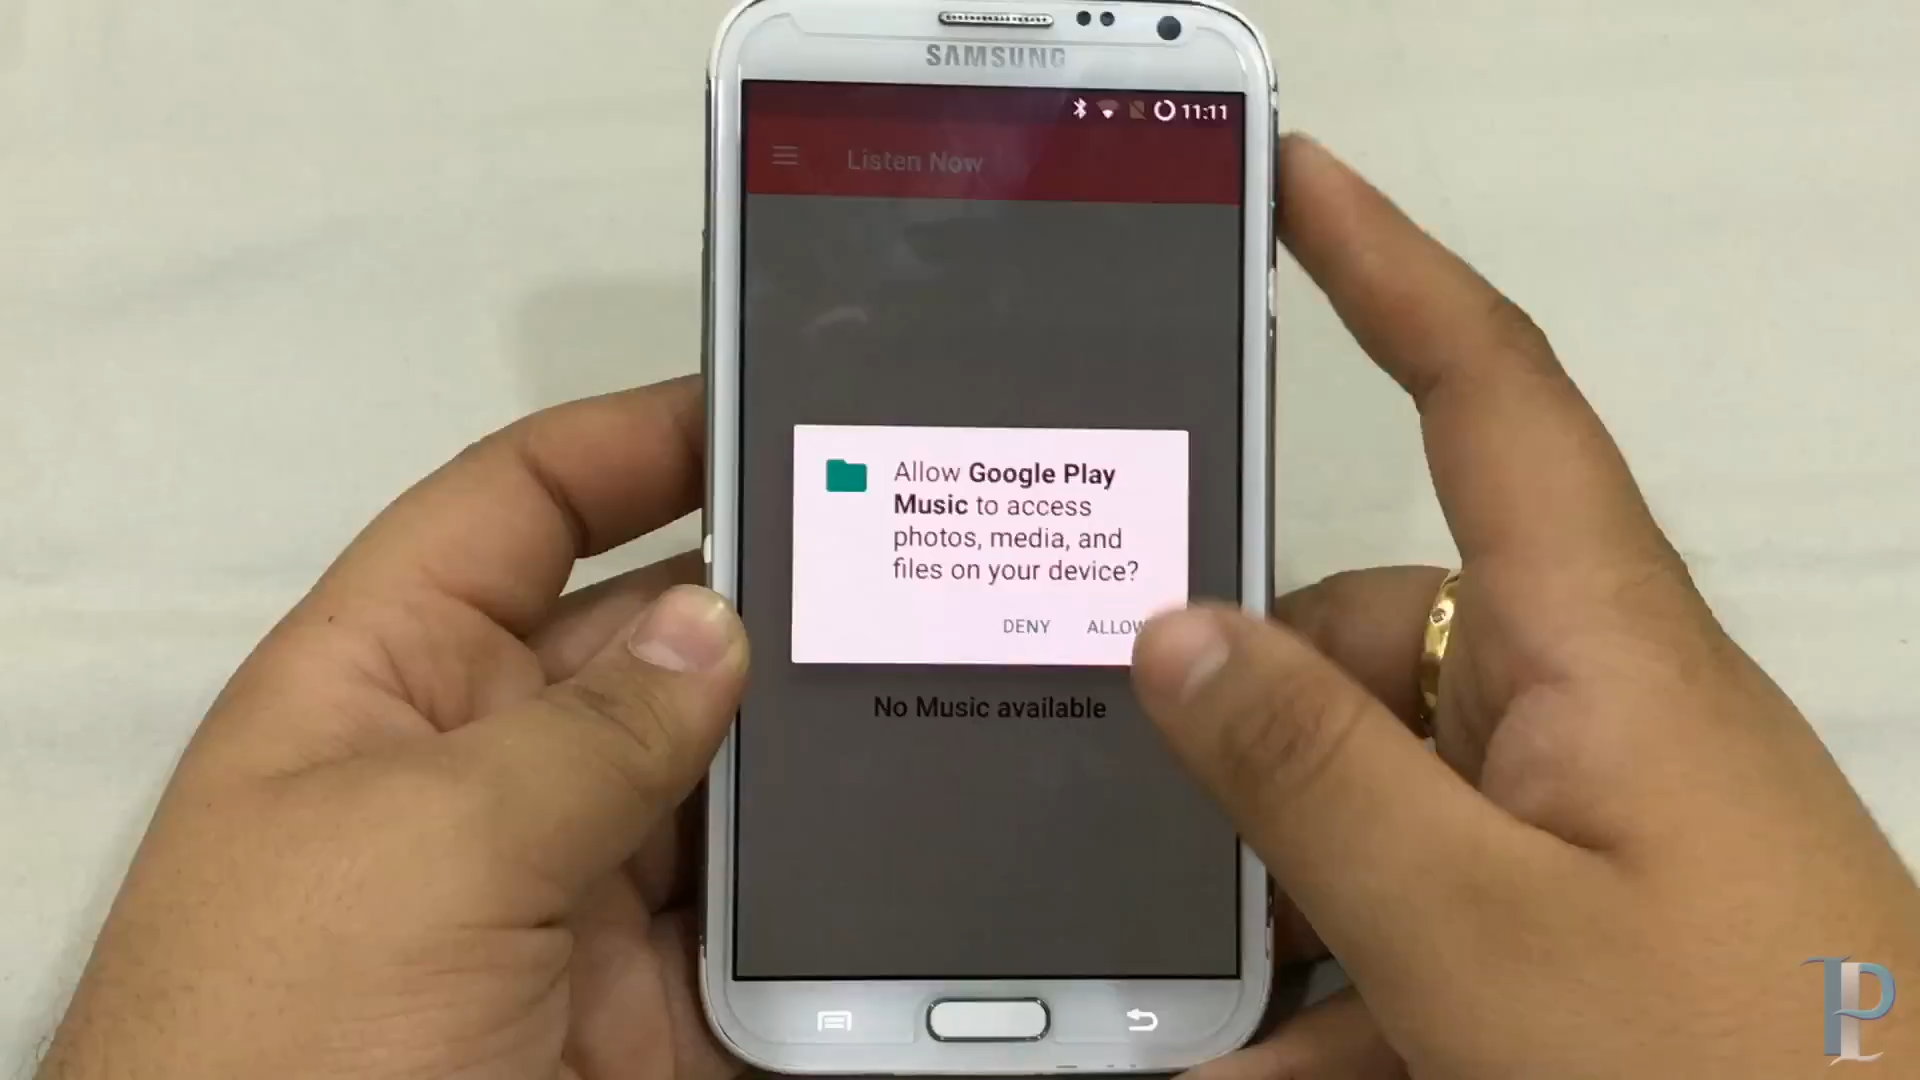 SAMSUNG
11:11
Listen Now
Allow Google Play
Music to access
photos, media, and
files on your device?
DENY ALLOW
No Music available